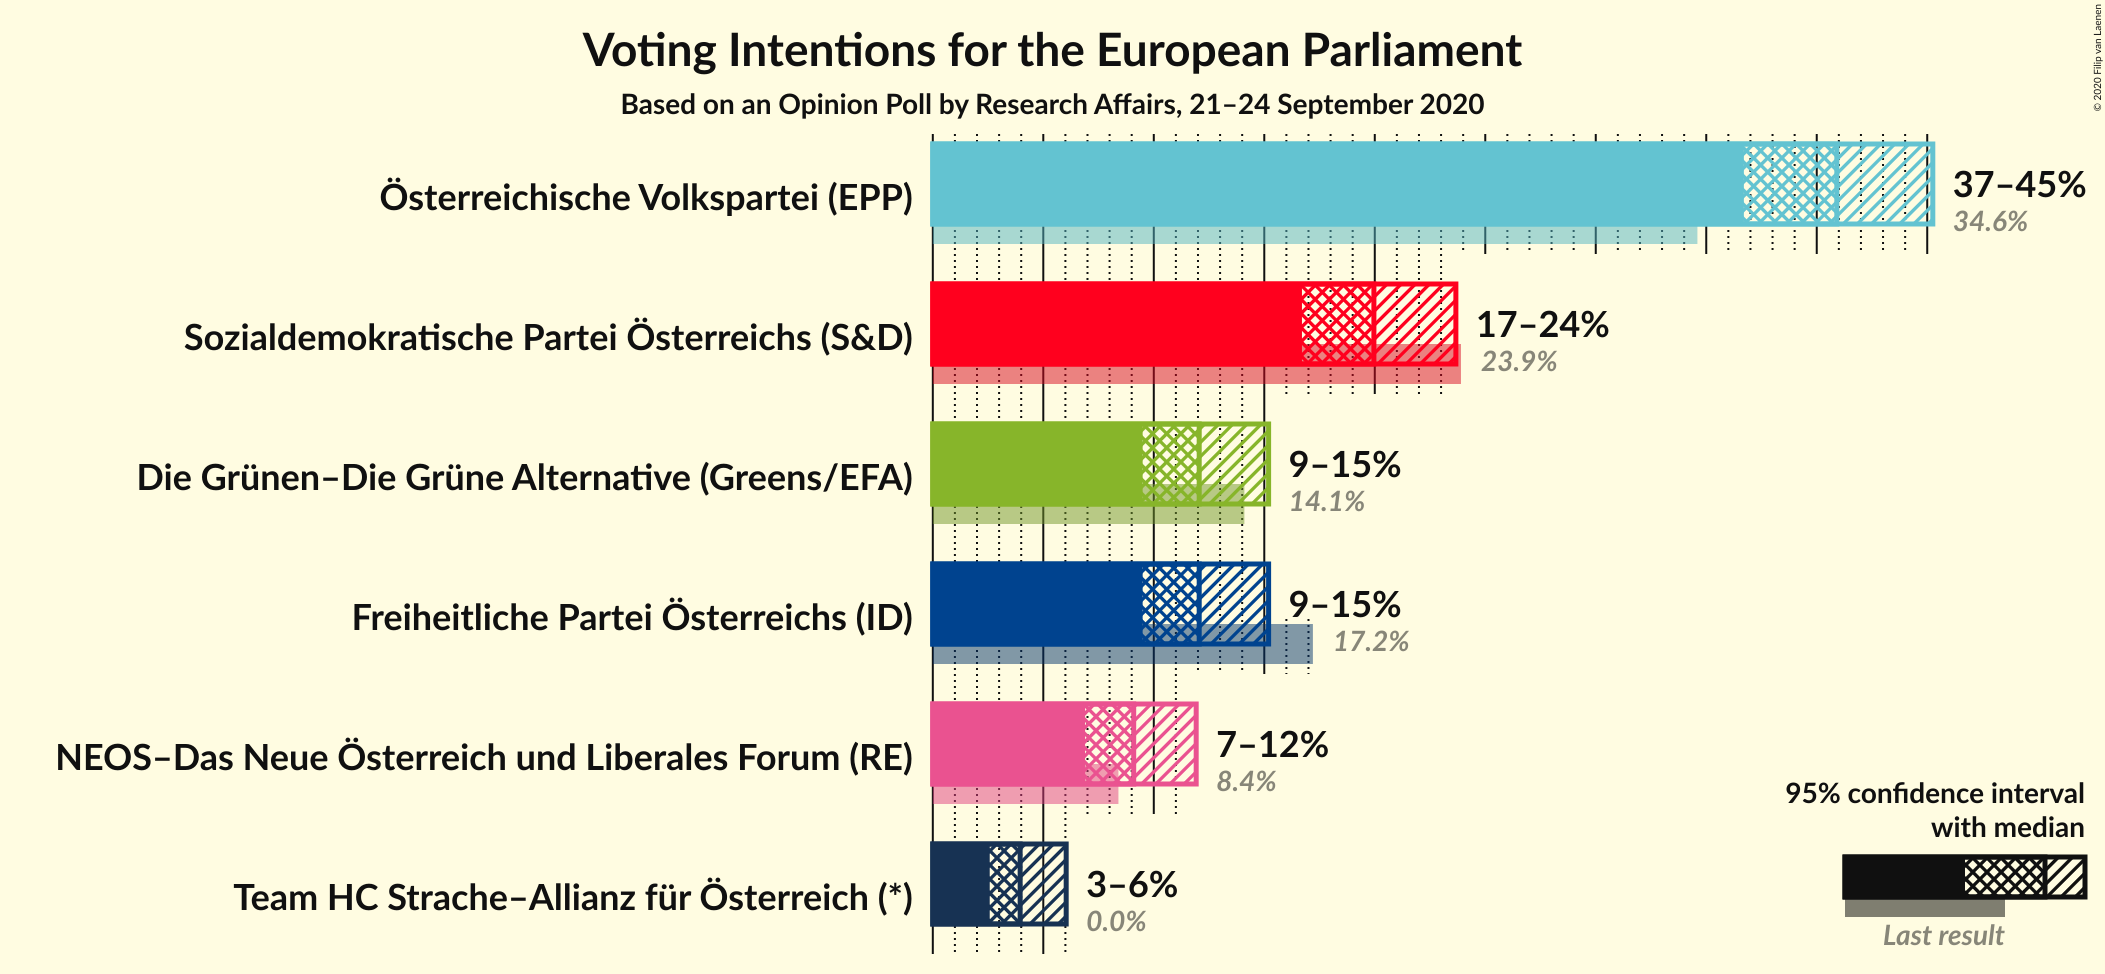 Voting Intentions for the European Parliament
Based on an Opinion Poll by Research Affairs, 21–24 September 2020
© 2020 Filip van Laenen
Österreichische Volkspartei (EPP)
37–45%
34.6%
Sozialdemokratische Partei Österreichs (S&D)
17–24%
23.9%
Die Grünen–Die Grüne Alternative (Greens/EFA)
9–15%
14.1%
Freiheitliche Partei Österreichs (ID)
9–15%
17.2%
NEOS–Das Neue Österreich und Liberales Forum (RE)
7–12%
8.4%
Team HC Strache–Allianz für Österreich (*)
3–6%
0.0%
95% confidence interval
with median
Last result